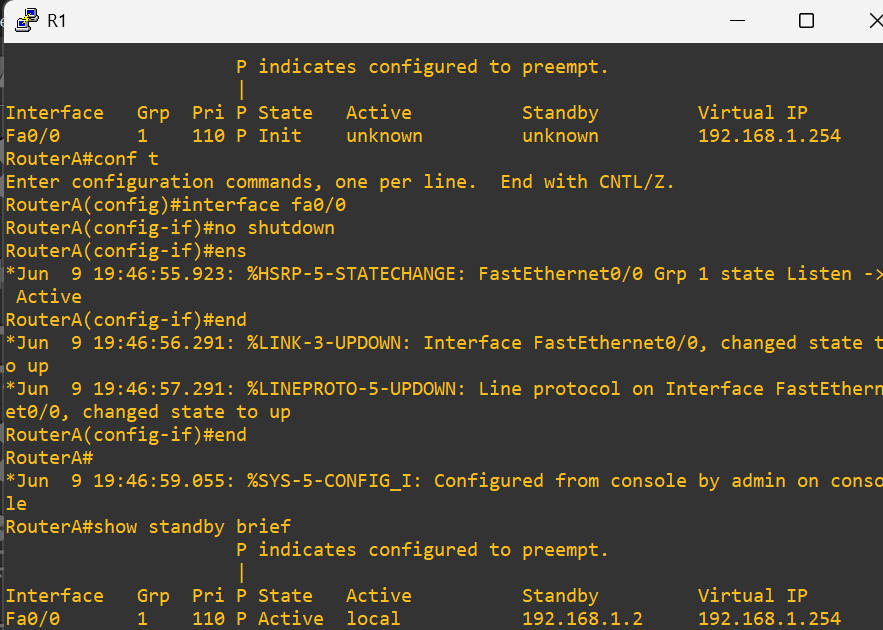 R1
P indicates configured to preempt.
|
Interface   Grp  Pri P State   Active          Standby         Virtual IP
Fa0/0       1    110 P Init    unknown         unknown         192.168.1.254
RouterA#conf t
Enter configuration commands, one per line.  End with CNTL/Z.
RouterA(config)#interface fa0/0
RouterA(config-if)#no shutdown
RouterA(config-if)#ens
*Jun  9 19:46:55.923: %HSRP-5-STATECHANGE: FastEthernet0/0 Grp 1 state Listen ->
 Active
RouterA(config-if)#end
*Jun  9 19:46:56.291: %LINK-3-UPDOWN: Interface FastEthernet0/0, changed state t
o up
*Jun  9 19:46:57.291: %LINEPROTO-5-UPDOWN: Line protocol on Interface FastEthern
et0/0, changed state to up
RouterA(config-if)#end
RouterA#
*Jun  9 19:46:59.055: %SYS-5-CONFIG_I: Configured from console by admin on conso
le
RouterA#show standby brief
P indicates configured to preempt.
|
Interface   Grp  Pri P State   Active          Standby         Virtual IP
Fa0/0       1    110 P Active  local           192.168.1.2     192.168.1.254